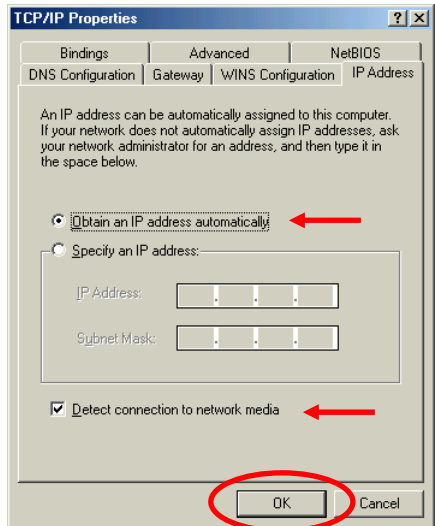 TCP/IP Properties
Bindings Advanced NetBIOS
DNS Configuration Gateway WINS Configuration IP Address
An IP address can be automatically assigned to this computer.
If your network does not automatically assign IP addresses, ask
your network administrator for an address, and then type it in
the space below.
Obtain an IP address automatically
Specify an IP address:
IP Address:
Subnet Mask:
Detect connection to network media
OK Cancel